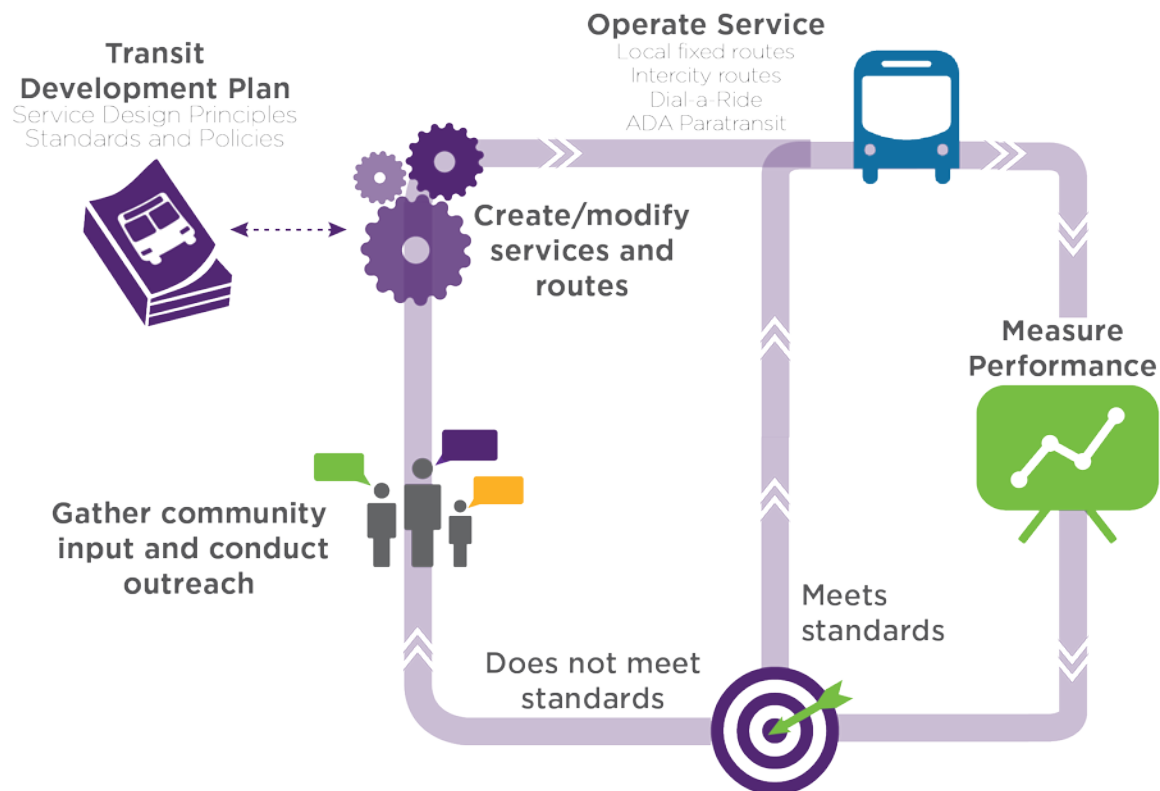 Transit
Development Plan
Service Design Principles
Standards and Policies
Operate Service
Local fixed routes
Intercity routes
Dial-a-Ride
ADA Paratransit
Create/modify
services and
routes
Measure
Performance
Gather community
input and conduct
outreach
Meets
standards
Does not meet
standards